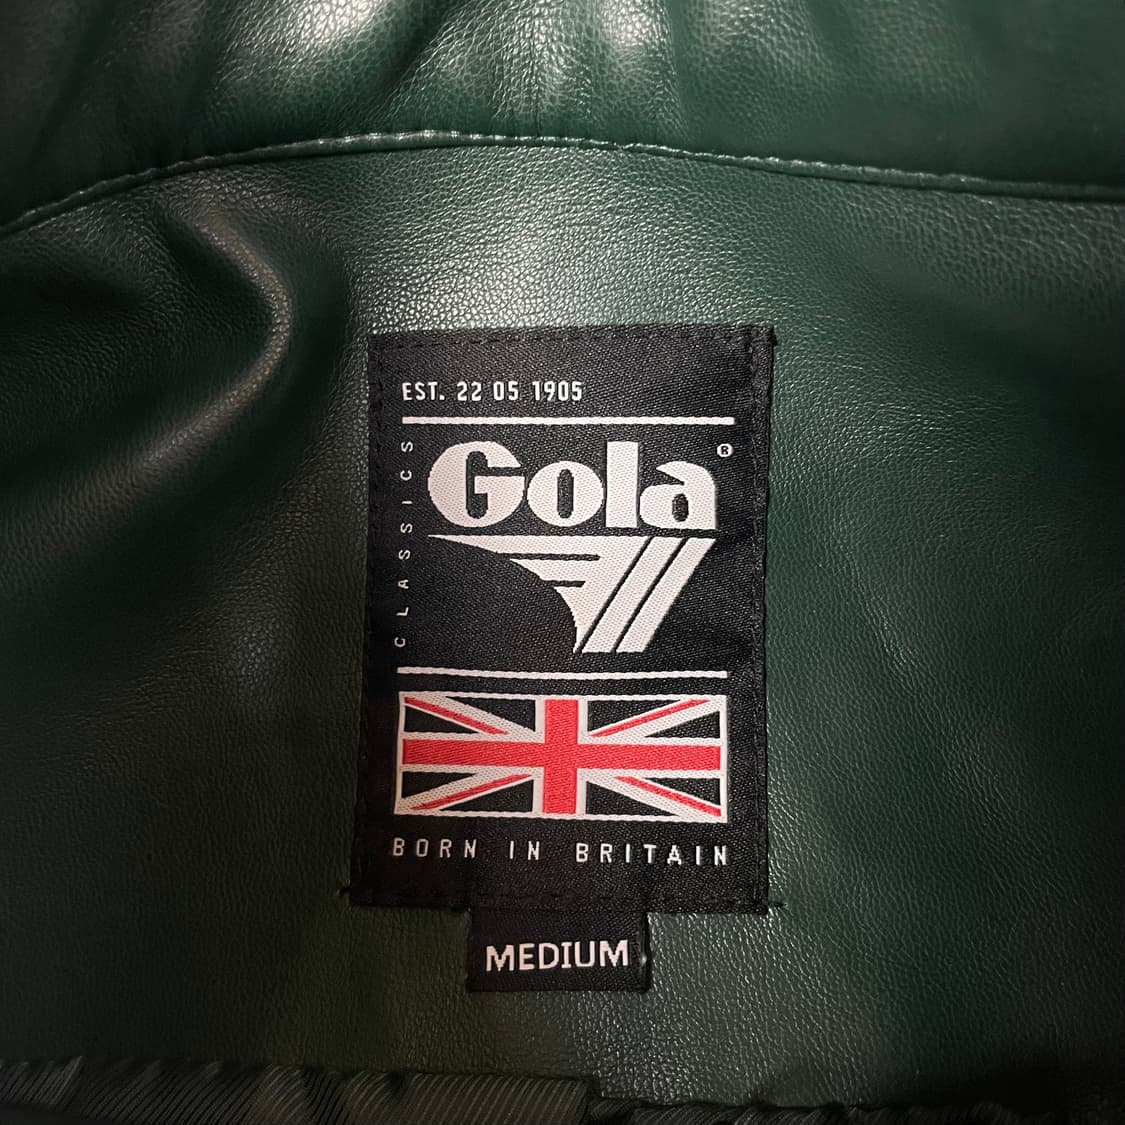 EST. 22 05 1905
CLASSICS
Gola®
BORN IN BRITAIN
MEDIUM